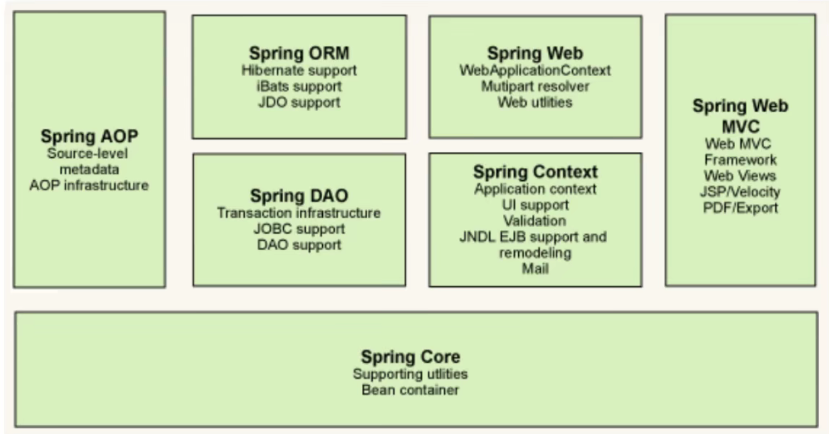 Spring AOP
Source-level
metadata
AOP infrastructure
Spring ORM
Hibernate support
iBats support
JDO support
Spring DAO
Transaction infrastructure
JOBC support
DAO support
Spring Web
WebApplicationContext
Mutipart resolver
Web utlities
Spring Context
Application context
UI support
Validation
JNDL EJB support and
remodeling
Mail
Spring Web
MVC
Web MVC
Framework
Web Views
JSP/Velocity
PDF/Export
Spring Core
Supporting utlities
Bean container